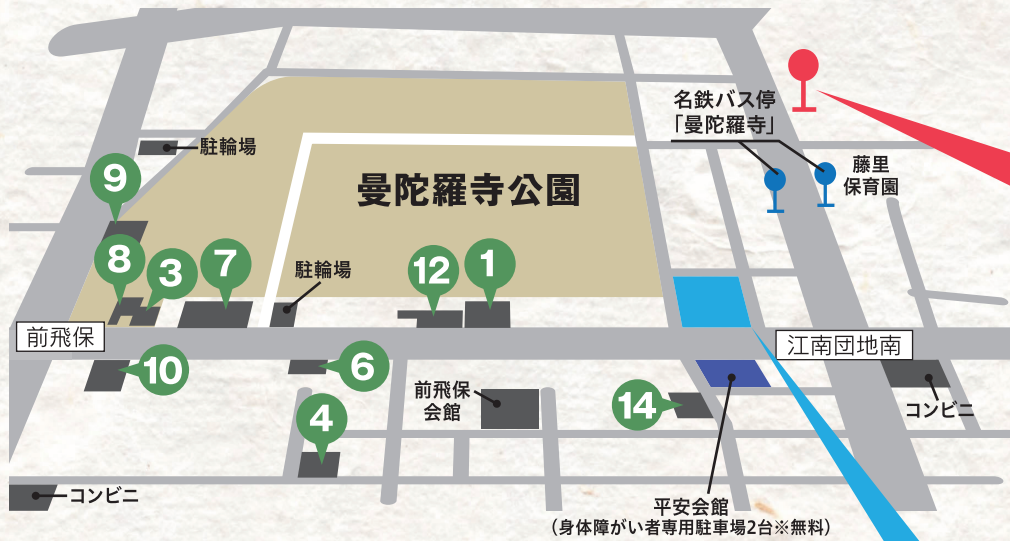 名鉄バス停
「曼陀羅寺」
駐輪場
藤里
保育園
9
曼陀羅寺公園
8
3
7
駐輪場
12
1
前飛保
江南団地南
10
6
前飛保
会館
14
コンビニ
4
コンビニ
平安会館
(身体障がい者専用駐車場2台※無料)